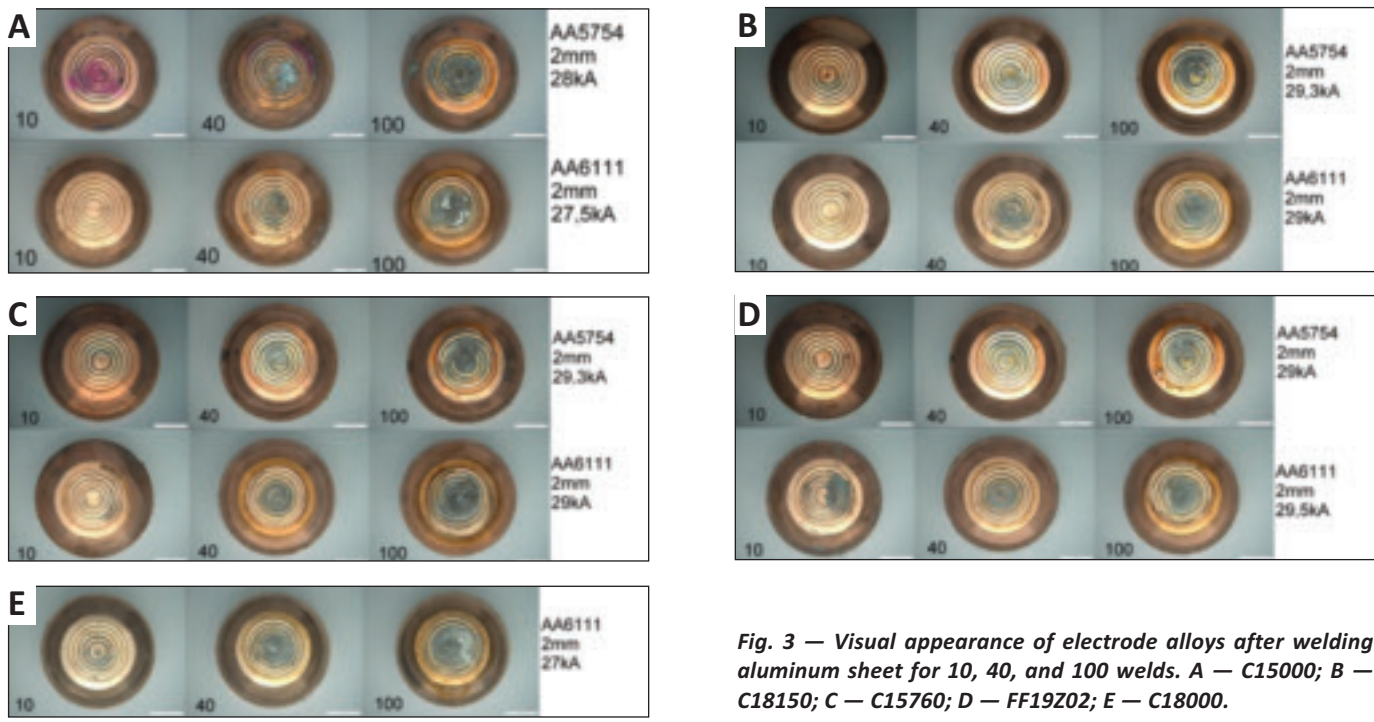 A
AA5754
2mm
28kA
10
40
100
AA6111
2mm
27,5kA
10
40
100
B
AA5754
2mm
29,3kA
10
40
100
AA6111
2mm
29kA
10
40
100
C
AA5754
2mm
29,3kA
10
40
100
AA6111
2mm
29kA
10
40
100
D
AA5754
2mm
29kA
10
40
100
AA6111
2mm
29,5kA
10
40
100
E
AA6111
2mm
27kA
10
40
100
Fig. 3 — Visual appearance of electrode alloys after welding
aluminum sheet for 10, 40, and 100 welds. A — C15000; B —
C18150; C — C15760; D — FF19Z02; E — C18000.